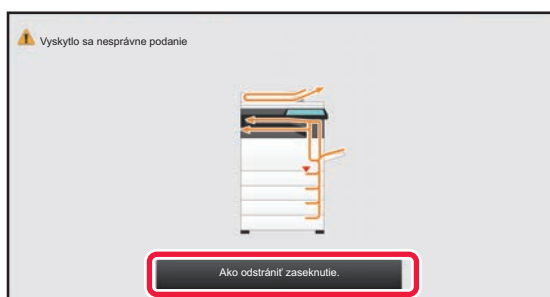 Vyskytlo sa nesprávne podanie
Ako odstrániť zaseknutie.